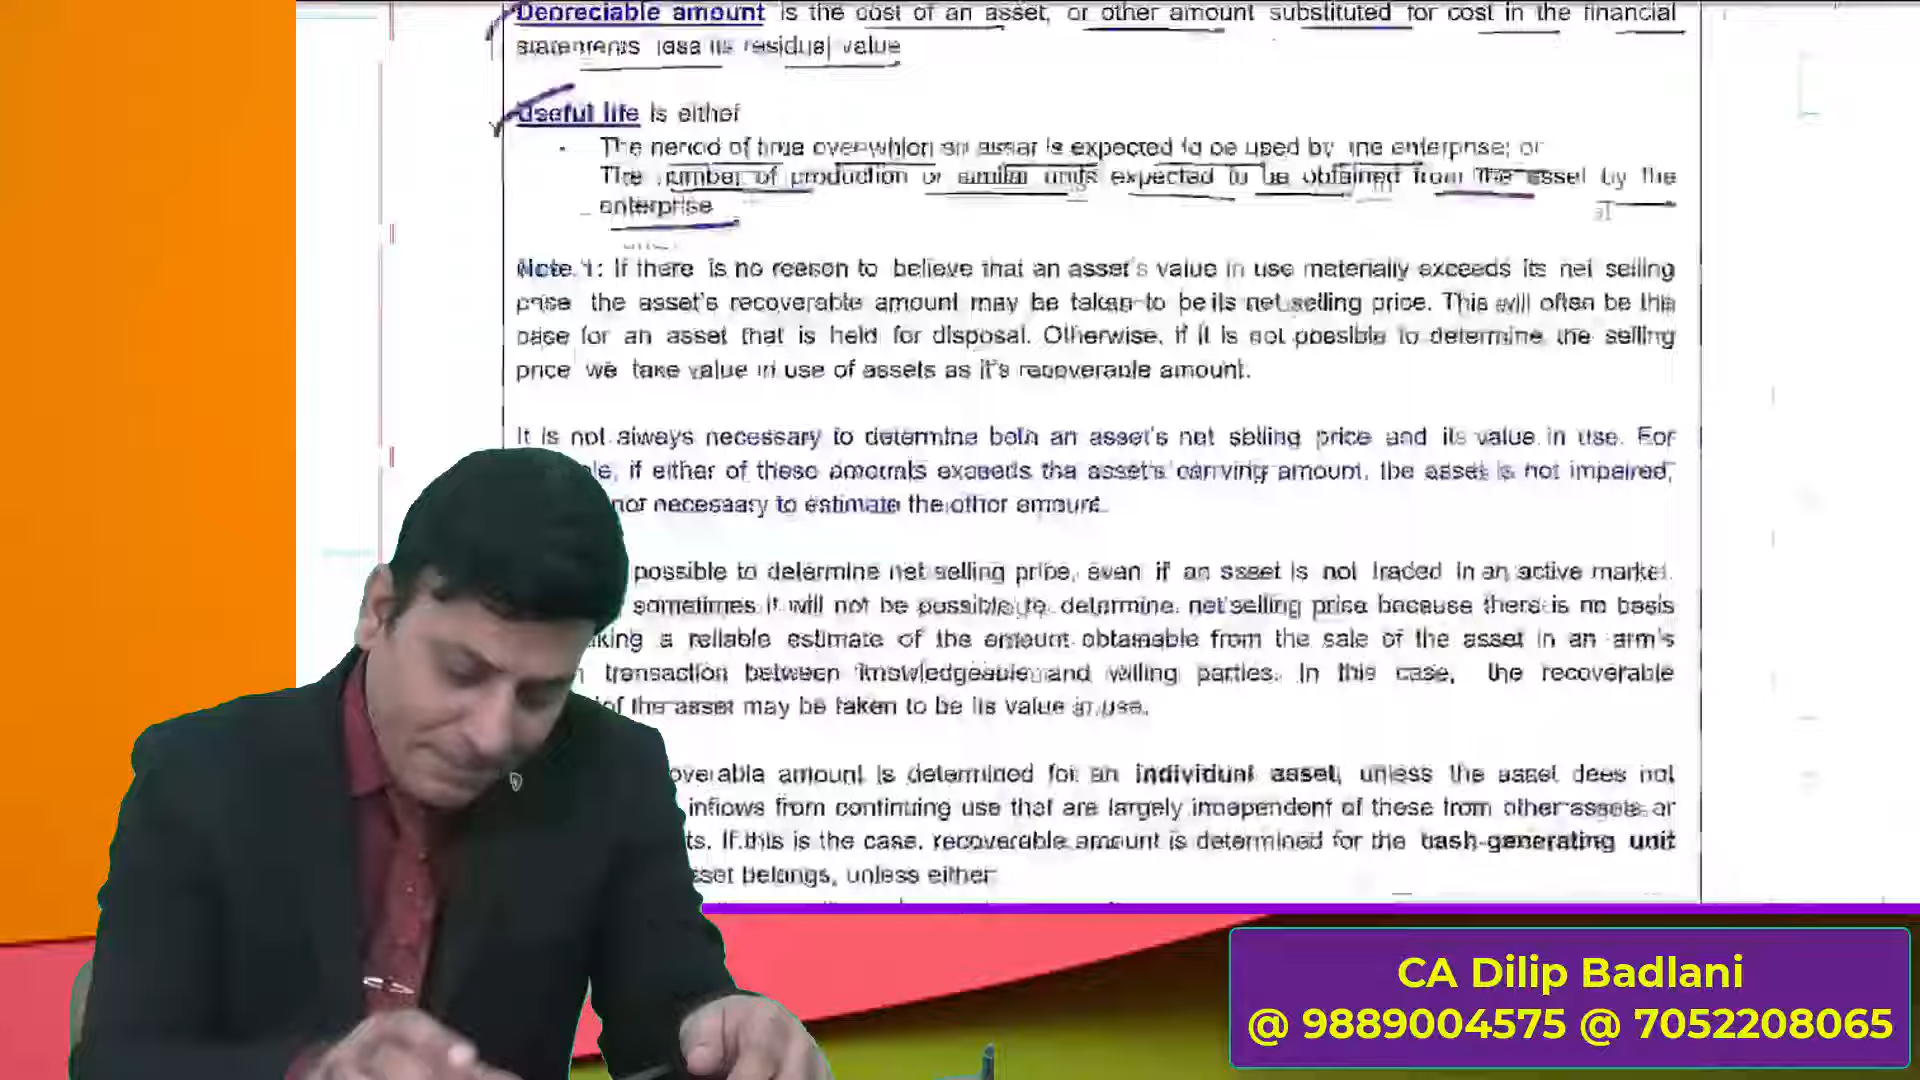 Depreciable amount is the cost of an asset, or other amount substituted for cost in the financial
statements less its residual value
Useful life is either
The period of time over which an asset is expected to be used by the enterprise; or
The number of production or similar units expected to be obtained from the asset by the
enterprise
Note 1: If there is no reason to believe that an asset's value in use materially exceeds its net selling
price the asset's recoverable amount may be taken to be its net selling price. This will often be the
case for an asset that is held for disposal. Otherwise, if it is not possible to determine the selling
price we take value in use of assets as it's recoverable amount.
It is not always necessary to determine both an asset's net selling price and its value in use. For
if either of these amounts exceeds the asset's carrying amount, the asset is not impaired,
not necessary to estimate the other amount.
possible to determine net selling price, even if an asset is not traded in an active market.
sometimes it will not be possible to determine net selling price because there is no basis
a reliable estimate of the amount obtainable from the sale of the asset in an arm's
transaction between knowledgeable and willing parties. In this case, the recoverable
of the asset may be taken to be its value in use.
amount is determined for an individual asset, unless the asset does not
inflows from continuing use that are largely independent of those from other assets or
If this is the case, recoverable amount is determined for the cash-generating unit
belongs, unless either
CA Dilip Badlani
@ 9889004575 @ 7052208065